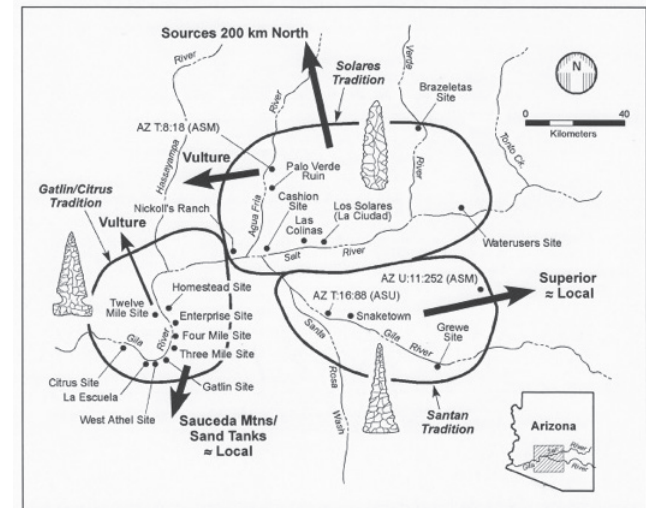 Sources 200 km North
River
Solares
Tradition
River
Verde
Brazeletas
Site
N
0
40
Kilometers
AZ T:8:18 (ASM)
Hassayampa
Vulture
Palo Verde
Ruin
River
Tonto Ck.
Gatlin/Citrus
Tradition
Agua Fria
Cashion
Site
Las
Colinas
Los Solares
(La Ciudad)
Vulture
Nickoll's Ranch
Salt
River
Waterusers Site
Homestead Site
Twelve
Mile Site
Enterprise Site
Four Mile Site
Three Mile Site
Gila
River
Citrus Site
La Escuela
West Athel Site
Gatlin Site
Sauceda Mtns/
Sand Tanks
≈ Local
AZ U:11:252 (ASM)
AZ T:16:88 (ASU)
Snaketown
Superior
≈ Local
Santa
Rosa
Wash
Gila
River
Grewe
Site
Santan
Tradition
Arizona
Salt
River
Gila
River